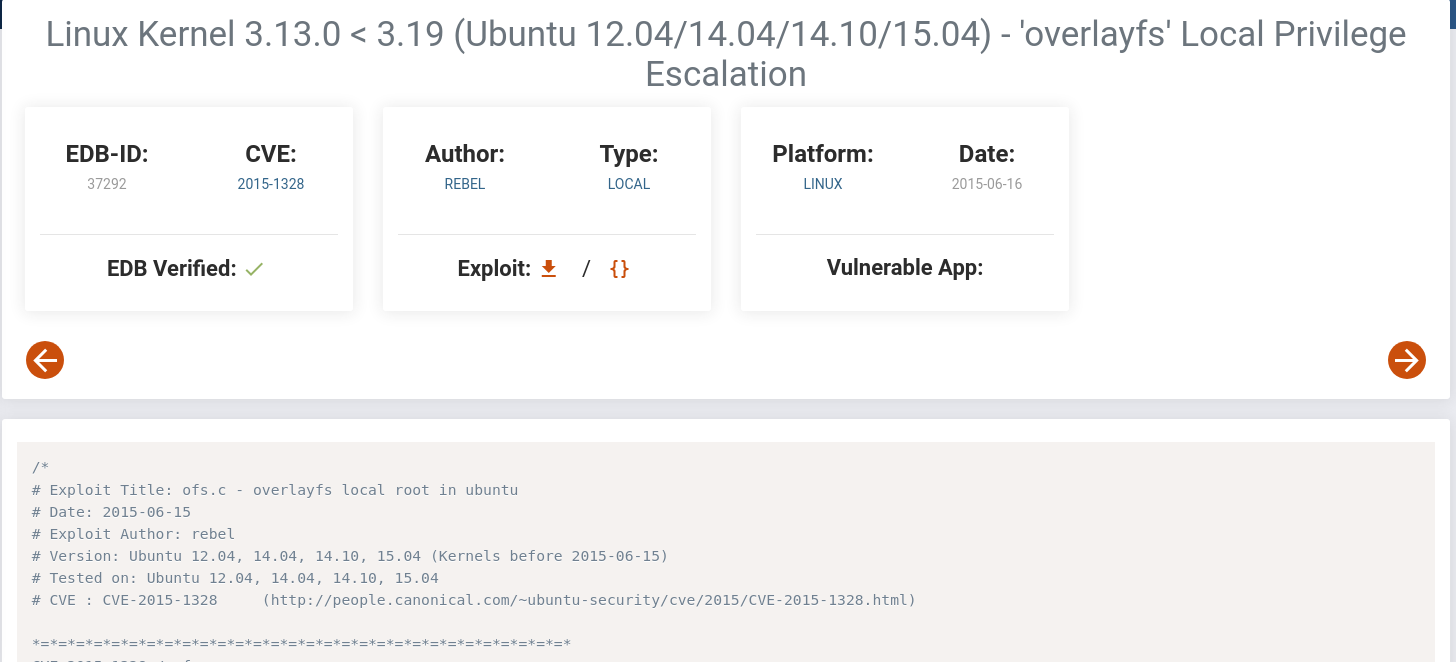 Linux Kernel 3.13.0 < 3.19 (Ubuntu 12.04/14.04/14.10/15.04) - 'overlayfs' Local Privilege
Escalation
EDB-ID:
37292
CVE:
2015-1328
EDB Verified:
Author:
REBEL
Type:
LOCAL
Exploit: / {}
Platform:
LINUX
Date:
2015-06-16
Vulnerable App:
/*
# Exploit Title: ofs.c - overlayfs local root in ubuntu
# Date: 2015-06-15
# Exploit Author: rebel
# Version: Ubuntu 12.04, 14.04, 14.10, 15.04 (Kernels before 2015-06-15)
# Tested on: Ubuntu 12.04, 14.04, 14.10, 15.04
# CVE : CVE-2015-1328     (http://people.canonical.com/~ubuntu-security/cve/2015/CVE-2015-1328.html)
*=*=*=*=*=*=*=*=*=*=*=*=*=*=*=*=*=*=*=*=*=*=*=*=*=*=*=*=*=*=*